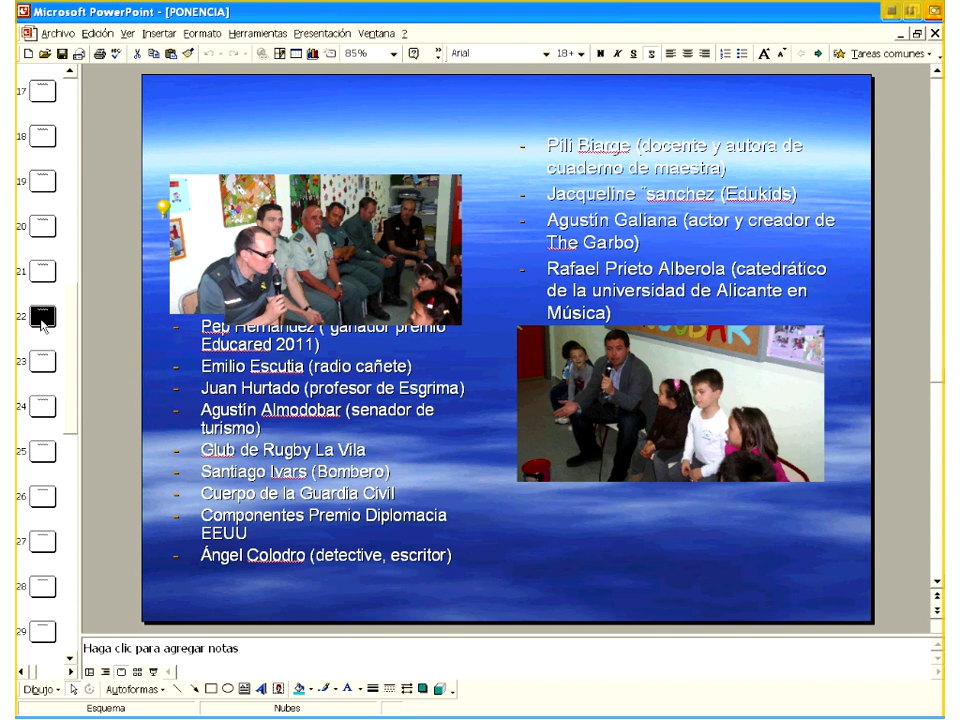 Microsoft PowerPoint - [PONENCIA]
Archivo Edición Ver Insertar Formato Herramientas Presentación Ventana ?
85% Arial 18+ N K S S Tareas comunes
17
18
19
20
21
22
23
24
25
26
27
28
29
- Pep Hernández ( ganador premio
Educared 2011)
- Emilio Escutia (radio cañete)
- Juan Hurtado (profesor de Esgrima)
- Agustín Almodobar (senador de
turismo)
- Glub de Rugby La Vila
- Santiago Ivars (Bombero)
- Cuerpo de la Guardia Civil
- Componentes Premio Diplomacia
EEUU
- Ángel Colodro (detective, escritor)
- Pili Biarge (docente y autora de
cuaderno de maestra)
- Jacqueline ¨sanchez (Edukids)
- Agustín Galiana (actor y creador de
The Garbo)
- Rafael Prieto Alberola (catedrático
de la universidad de Alicante en
Música)
Haga clic para agregar notas
Dibujo Autoformas
Esquema Nubes